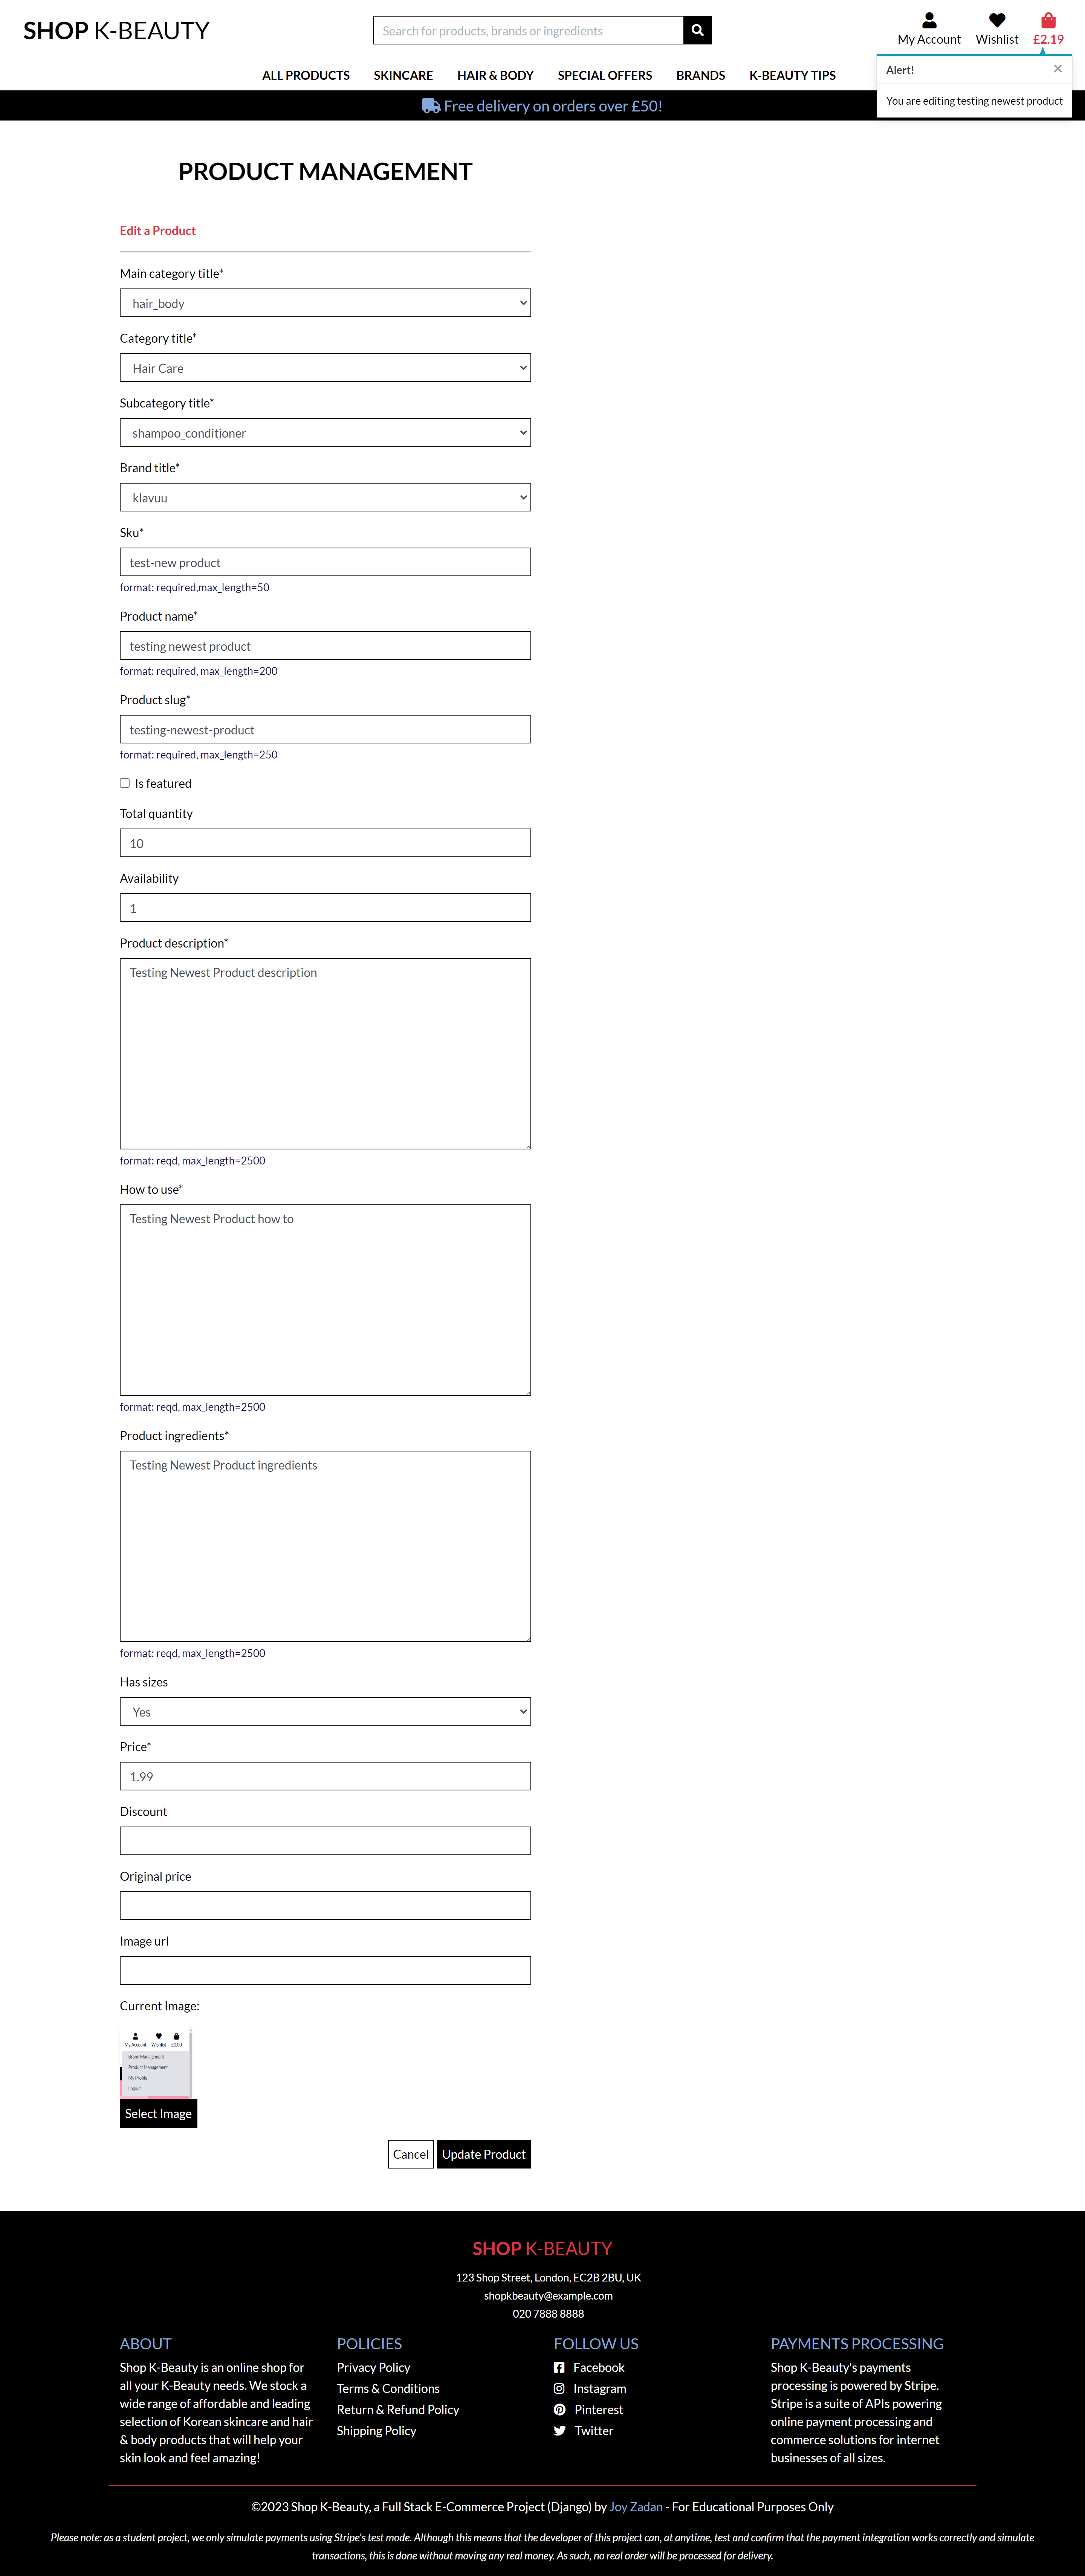 SHOP K-BEAUTY
Search for products, brands or ingredients
My Account
Wishlist
£2.19
ALL PRODUCTS
SKINCARE
HAIR & BODY
SPECIAL OFFERS
BRANDS
K-BEAUTY TIPS
Alert!
×
You are editing testing newest product
Free delivery on orders over £50!
PRODUCT MANAGEMENT
Edit a Product
Main category title*
hair_body
Category title*
Hair Care
Subcategory title*
shampoo_conditioner
Brand title*
klavuu
Sku*
test-new product
format: required,max_length=50
Product name*
testing newest product
format: required, max_length=200
Product slug*
testing-newest-product
format: required, max_length=250
Is featured
Total quantity
10
Availability
1
Product description*
Testing Newest Product description
format: reqd, max_length=2500
How to use*
Testing Newest Product how to
format: reqd, max_length=2500
Product ingredients*
Testing Newest Product ingredients
format: reqd, max_length=2500
Has sizes
Yes
Price*
1.99
Discount
Original price
Image url
Current Image:
My Account Wishlist £0.00
Brand Management
Product Management
My Profile
Logout
Select Image
Cancel
Update Product
SHOP K-BEAUTY
123 Shop Street, London, EC2B 2BU, UK
shopkbeauty@example.com
020 7888 8888
ABOUT
Shop K-Beauty is an online shop for
all your K-Beauty needs. We stock a
wide range of affordable and leading
selection of Korean skincare and hair
& body products that will help your
skin look and feel amazing!
POLICIES
Privacy Policy
Terms & Conditions
Return & Refund Policy
Shipping Policy
FOLLOW US
Facebook
Instagram
Pinterest
Twitter
PAYMENTS PROCESSING
Shop K-Beauty's payments
processing is powered by Stripe.
Stripe is a suite of APIs powering
online payment processing and
commerce solutions for internet
businesses of all sizes.
©2023 Shop K-Beauty, a Full Stack E-Commerce Project (Django) by Joy Zadan - For Educational Purposes Only
Please note: as a student project, we only simulate payments using Stripe's test mode. Although this means that the developer of this project can, at anytime, test and confirm that the payment integration works correctly and simulate
transactions, this is done without moving any real money. As such, no real order will be processed for delivery.